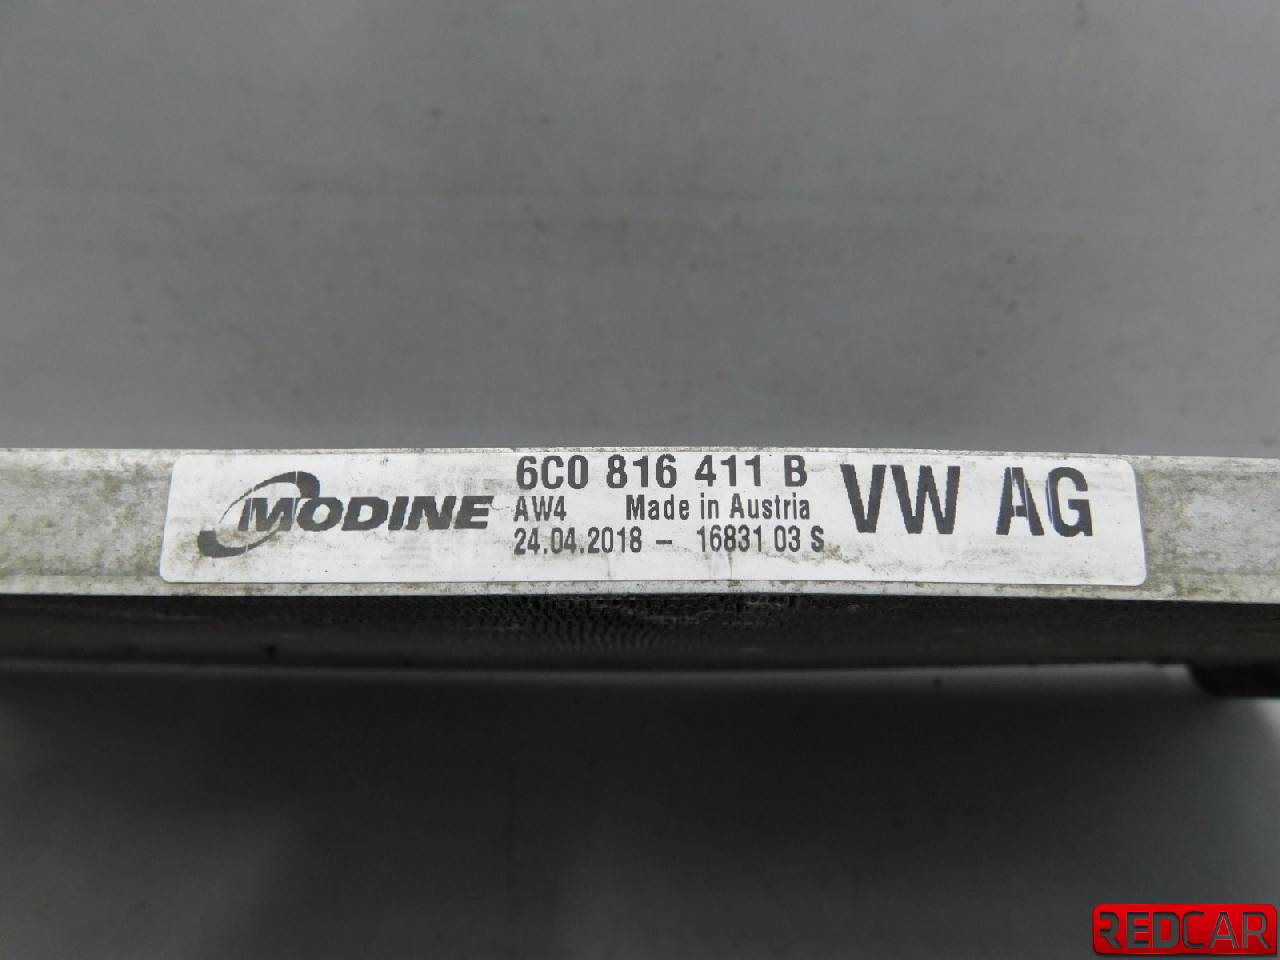 MODINE
6C0 816 411 B
AW4 Made in Austria
24.04.2018 - 16831 03 S
VW AG
REDCAR